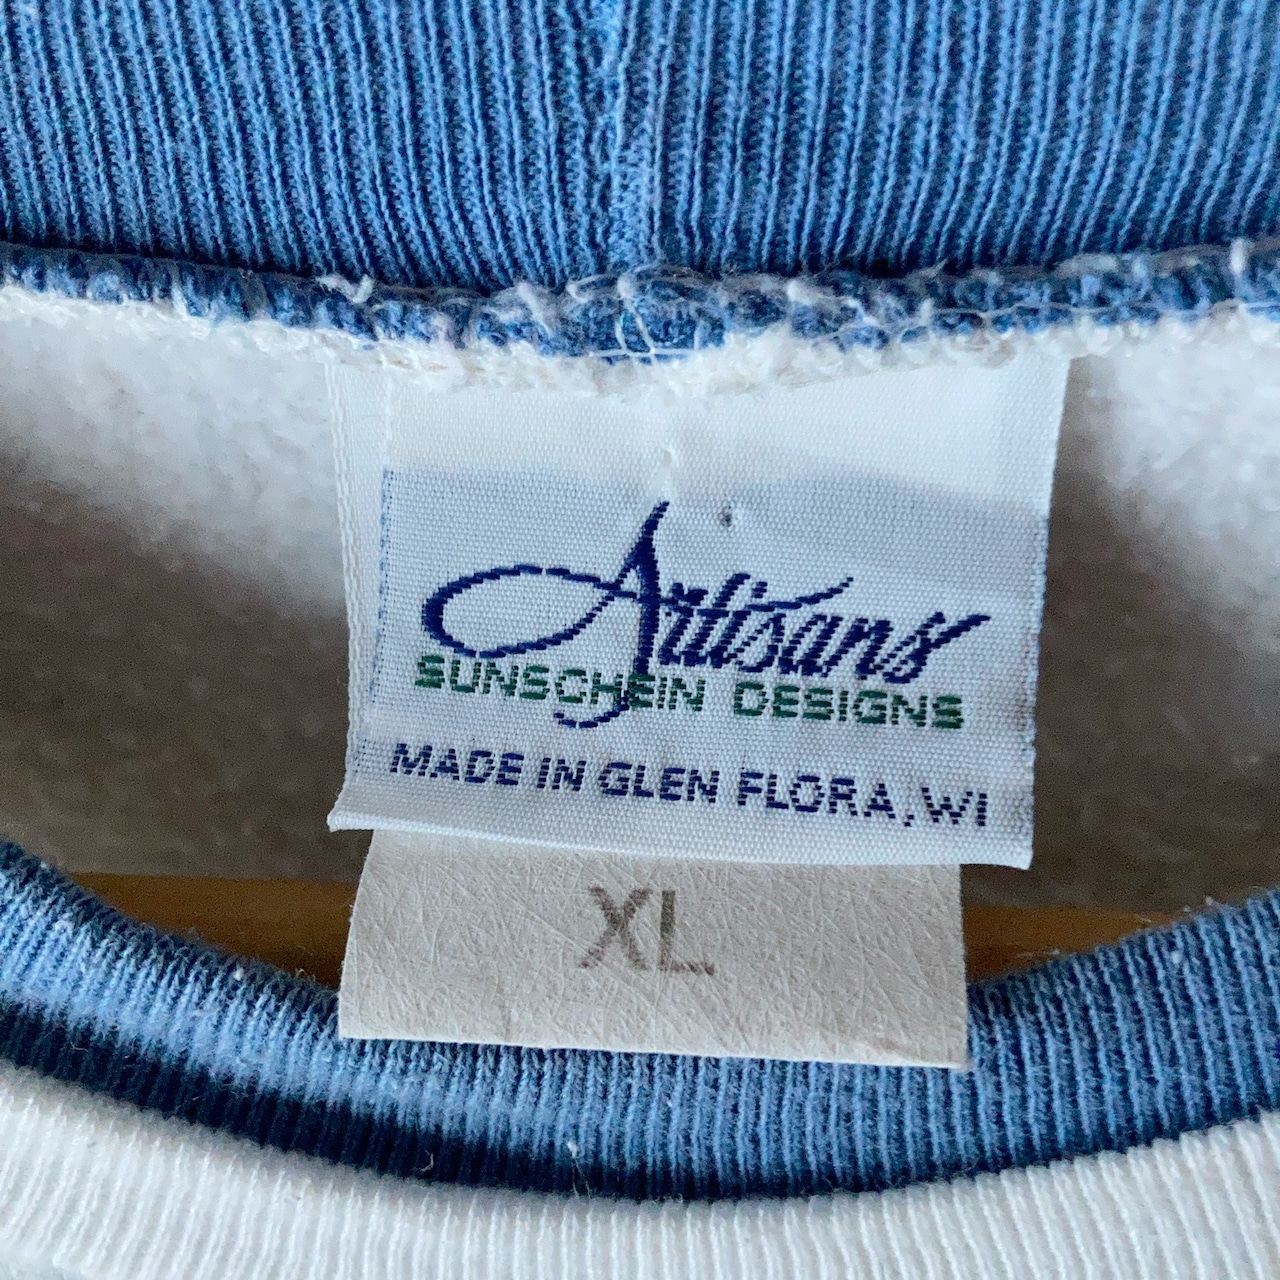 Artisans
SUNSCHEIN DESIGNS
MADE IN GLEN FLORA, WI
XL